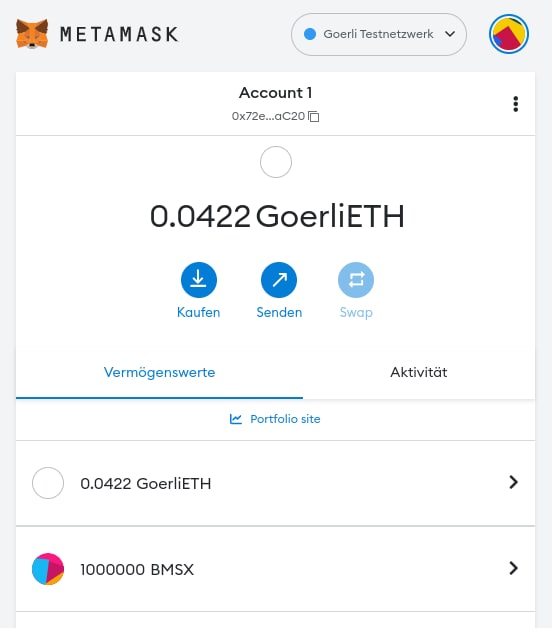 METAMASK
Goerli Testnetzwerk
Account 1
0x72e...aC20
0.0422 GoerliETH
Kaufen Senden Swap
Vermögenswerte Aktivität
Portfolio site
0.0422 GoerliETH
1000000 BMSX